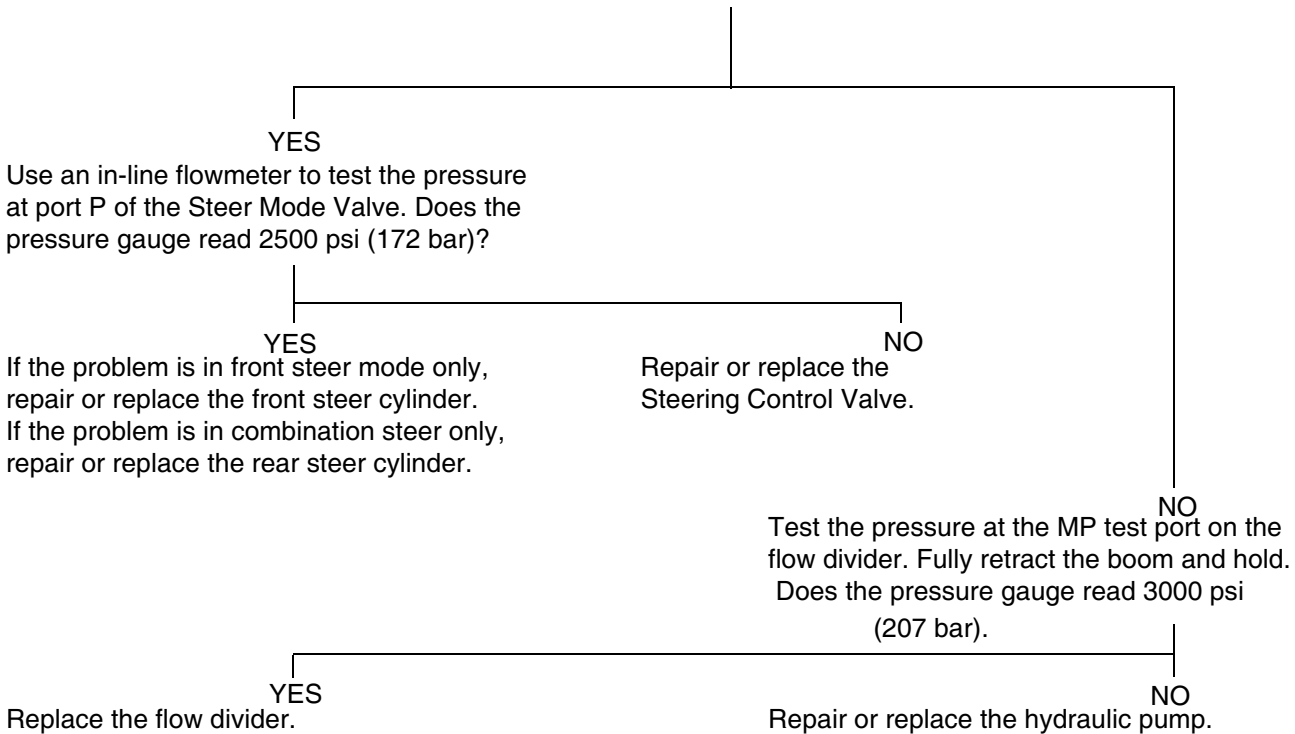 YES
Use an in-line flowmeter to test the pressure
at port P of the Steer Mode Valve. Does the
pressure gauge read 2500 psi (172 bar)?
YES
If the problem is in front steer mode only,
repair or replace the front steer cylinder.
If the problem is in combination steer only,
repair or replace the rear steer cylinder.
NO
Repair or replace the
Steering Control Valve.
NO
Test the pressure at the MP test port on the
flow divider. Fully retract the boom and hold.
Does the pressure gauge read 3000 psi
(207 bar).
YES
Replace the flow divider.
NO
Repair or replace the hydraulic pump.